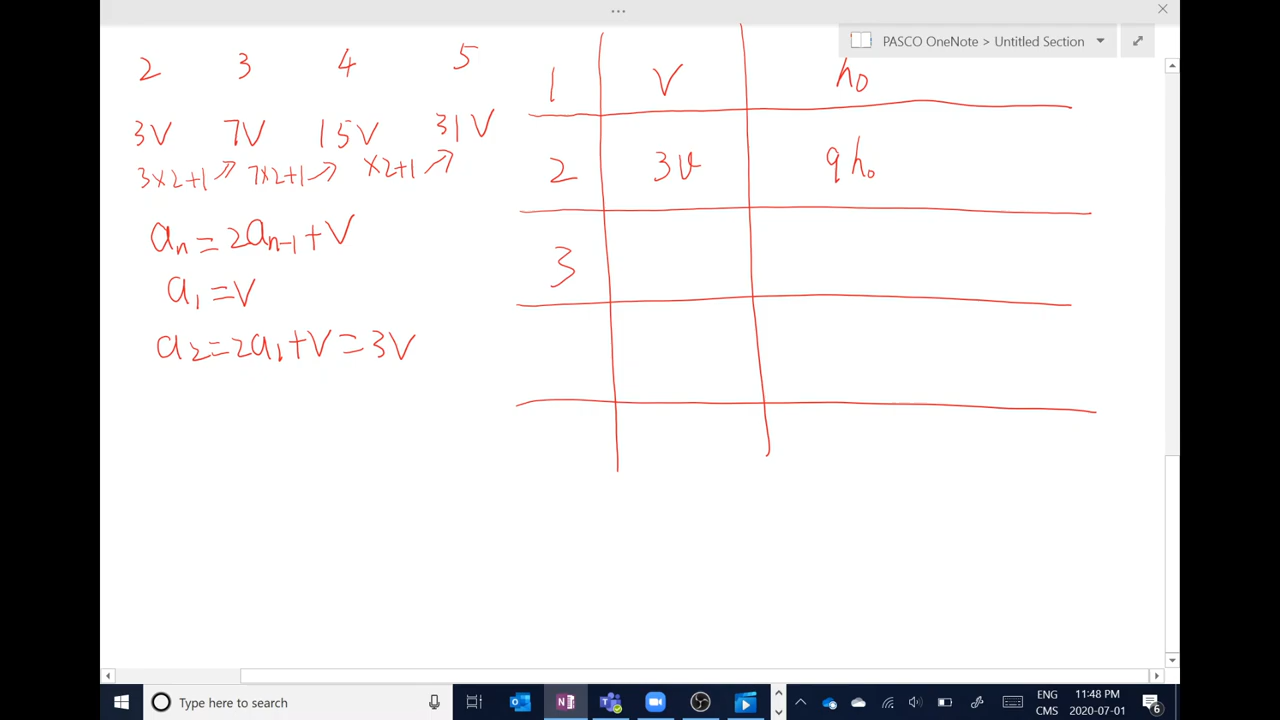 PASCO OneNote > Untitled Section
2 3 4 5
3V 7V 15V 31V
3×2+1 7×2+1 ×2+1
aₙ = 2aₙ₋₁ + V
a₁ = V
a₂ = 2a₁ + V = 3V
1 V h₀
2 3V 9h₀
3
Type here to search
ENG
CMS
11:48 PM
2020-07-01
6